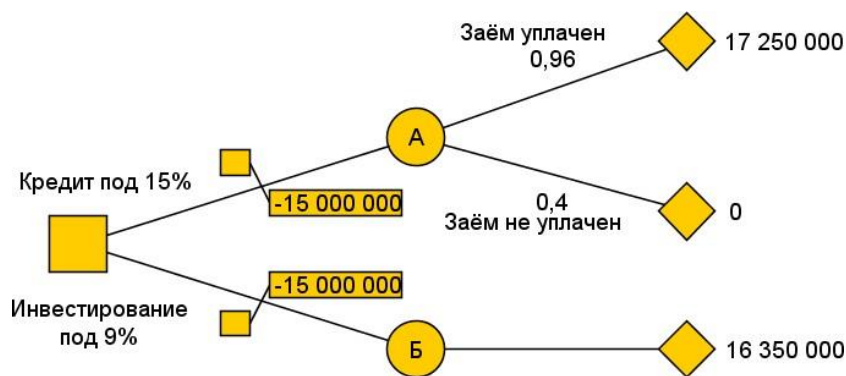 Заём уплачен
0,96
17 250 000
А
Кредит под 15%
-15 000 000
0,4
Заём не уплачен
0
-15 000 000
Инвестирование
под 9%
Б
16 350 000